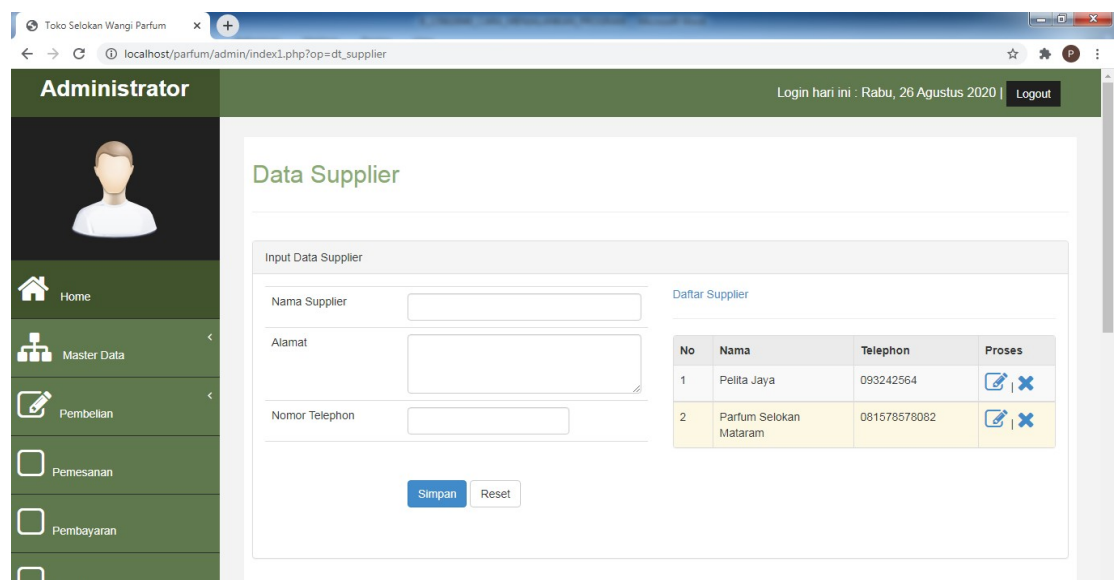 Toko Selokan Wangi Parfum
localhost/parfum/admin/index1.php?op=dt_supplier
P
Administrator
Login hari ini : Rabu, 26 Agustus 2020 | Logout
Data Supplier
Input Data Supplier
Home
Master Data
Pembelian
Pemesanan
Pembayaran
Nama Supplier
Alamat
Nomor Telephon
Simpan Reset
Daftar Supplier
No Nama Telephon Proses
1 Pelita Jaya 093242564 |
2 Parfum Selokan 081578578082 |
Mataram